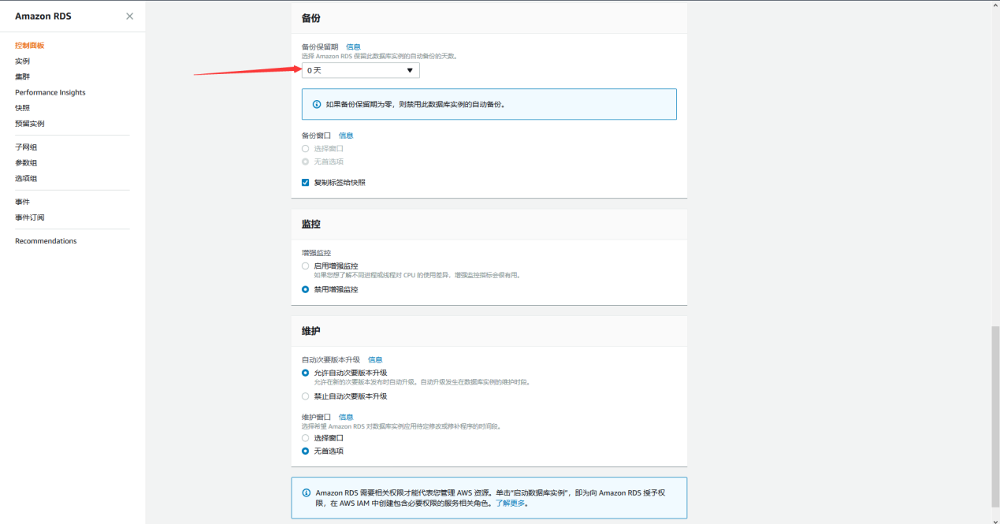 Amazon RDS
控制面板
实例
集群
Performance Insights
快照
预留实例
子网组
参数组
选项组
事件
事件订阅
Recommendations
备份
备份保留期 信息
选择 Amazon RDS 保留此数据库实例的自动备份的天数。
0 天
如果备份保留期为零，则禁用此数据库实例的自动备份。
备份窗口 信息
选择窗口
无首选项
复制标签给快照
监控
增强监控
启用增强监控
如果您想了解不同进程或线程对 CPU 的使用差异，增强监控指标会很有用。
禁用增强监控
维护
自动次要版本升级 信息
允许自动次要版本升级
允许在新的次要版本发布时自动升级。自动升级发生在数据库实例的维护时段。
禁止自动次要版本升级
维护窗口 信息
选择希望 Amazon RDS 对数据库实例应用待定修改或修补程序的时间段。
选择窗口
无首选项
Amazon RDS 需要相关权限才能代表您管理 AWS 资源。单击“启动数据库实例”，即为向 Amazon RDS 授予权
限，在 AWS IAM 中创建包含必要权限的服务相关角色。了解更多。